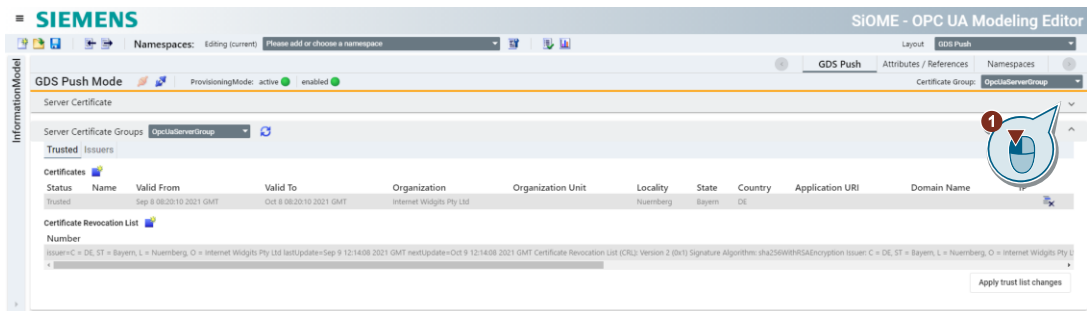 SIEMENS
SiOME - OPC UA Modeling Editor
Namespaces: Editing (current) Please add or choose a namespace Layout GDS Push
InformationModel
GDS Push Attributes / References Namespaces
GDS Push Mode ProvisioningMode: active enabled Certificate Group: OpcUaServerGroup
Server Certificate
1
Server Certificate Groups OpcUaServerGroup
Trusted Issuers
Certificates
Status Name Valid From Valid To Organization Organization Unit Locality State Country Application URI Domain Name IP
Trusted Sep 8 08:20:10 2021 GMT Oct 8 08:20:10 2021 GMT Internet Widgits Pty Ltd Nuernberg Bayern DE
Certificate Revocation List
Number
issuer=C = DE, ST = Bayern, L = Nuernberg, O = Internet Widgits Pty Ltd lastUpdate=Sep 9 12:14:08 2021 GMT nextUpdate=Oct 9 12:14:08 2021 GMT Certificate Revocation List (CRL): Version 2 (0x1) Signature Algorithm: sha256WithRSAEncryption Issuer: C = DE, ST = Bayern, L = Nuernberg, O = Internet Widgits Pty L
Apply trust list changes